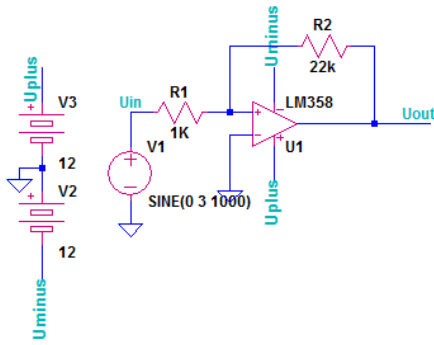 Uplus
V3
12
V2
12
Uminus
Uin
R1
1K
V1
SINE(0 3 1000)
Uminus
R2
22k
LM358
U1
Uplus
Uout